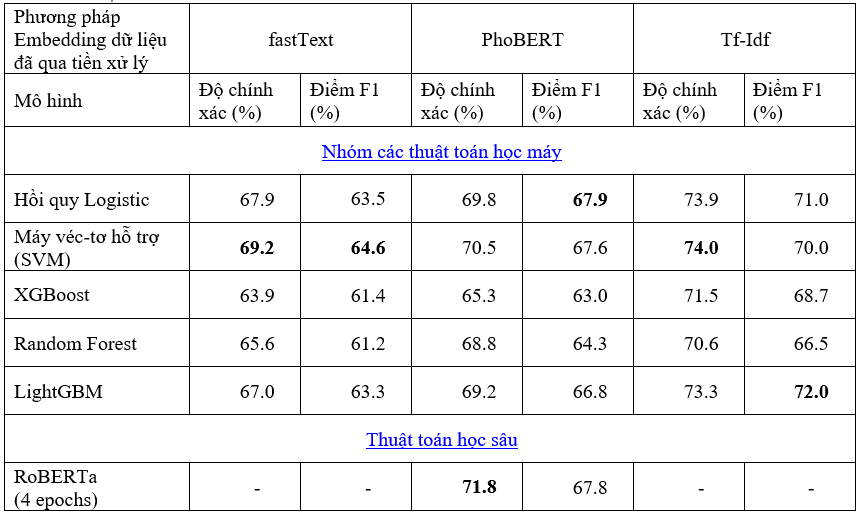 Phương pháp
Embedding dữ liệu
đã qua tiền xử lý
fastText
PhoBERT
Tf-Idf
Mô hình
Độ chính
xác (%)
Điểm F1
(%)
Độ chính
xác (%)
Điểm F1
(%)
Độ chính
xác (%)
Điểm F1
(%)
Nhóm các thuật toán học máy
Hồi quy Logistic 67.9 63.5 69.8 67.9 73.9 71.0
Máy véc-tơ hỗ trợ
(SVM)
69.2 64.6 70.5 67.6 74.0 70.0
XGBoost 63.9 61.4 65.3 63.0 71.5 68.7
Random Forest 65.6 61.2 68.8 64.3 70.6 66.5
LightGBM 67.0 63.3 69.2 66.8 73.3 72.0
Thuật toán học sâu
RoBERTa
(4 epochs)
- - 71.8 67.8 - -